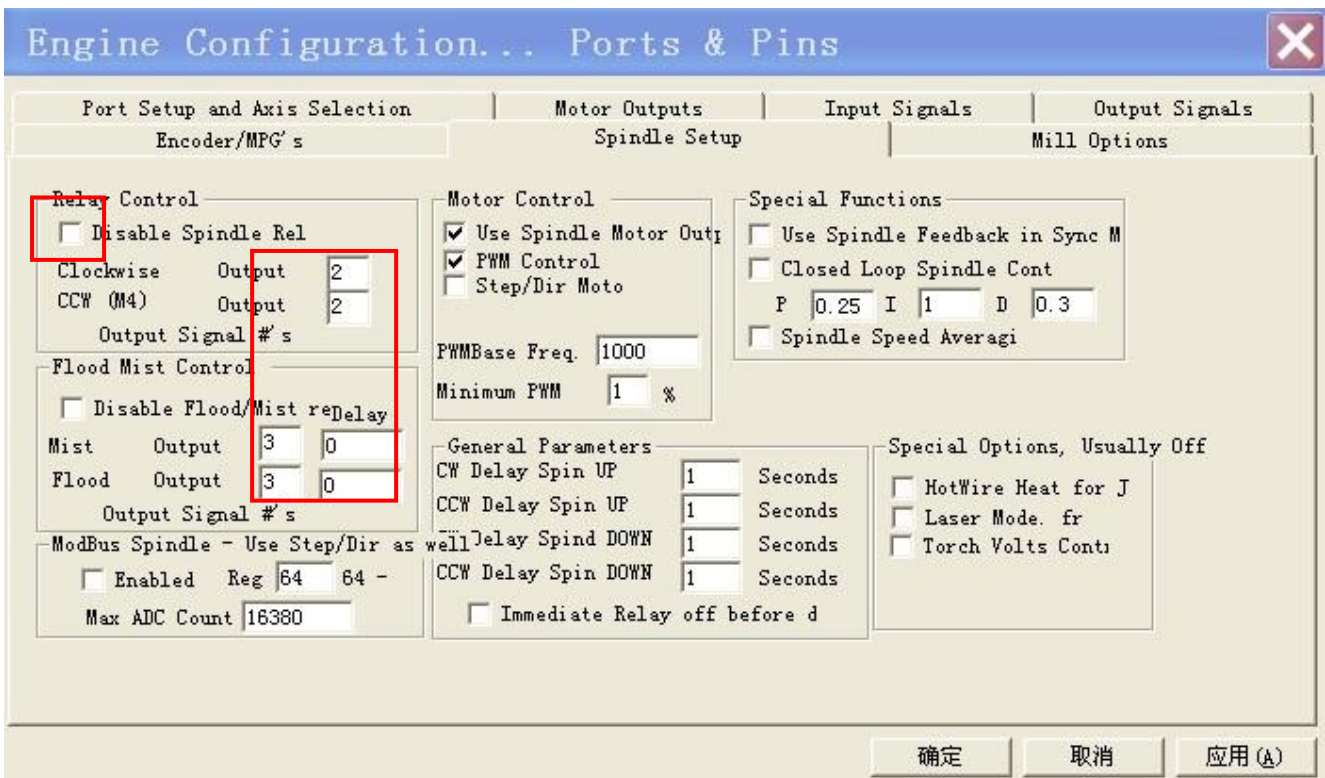 Engine Configuration... Ports & Pins
Port Setup and Axis Selection
Motor Outputs
Input Signals
Output Signals
Encoder/MPG's
Spindle Setup
Mill Options
Relay Control
Disable Spindle Rel
Clockwise Output 2
CCW (M4) Output 2
Output Signal #'s
Flood Mist Control
Disable Flood/Mist re
Delay
Mist Output 3 0
Flood Output 3 0
Output Signal #'s
ModBus Spindle - Use Step/Dir as well
Enabled Reg 64 64 -
Max ADC Count 16380
Motor Control
Use Spindle Motor Outp
PWM Control
Step/Dir Moto
PWMBase Freq. 1000
Minimum PWM 1 %
General Parameters
CW Delay Spin UP 1 Seconds
CCW Delay Spin UP 1 Seconds
Delay Spind DOWN 1 Seconds
CCW Delay Spin DOWN 1 Seconds
Immediate Relay off before d
Special Functions
Use Spindle Feedback in Sync M
Closed Loop Spindle Cont
P 0.25 I 1 D 0.3
Spindle Speed Averagi
Special Options, Usually Off
HotWire Heat for J
Laser Mode. fr
Torch Volts Cont
确定
取消
应用(A)